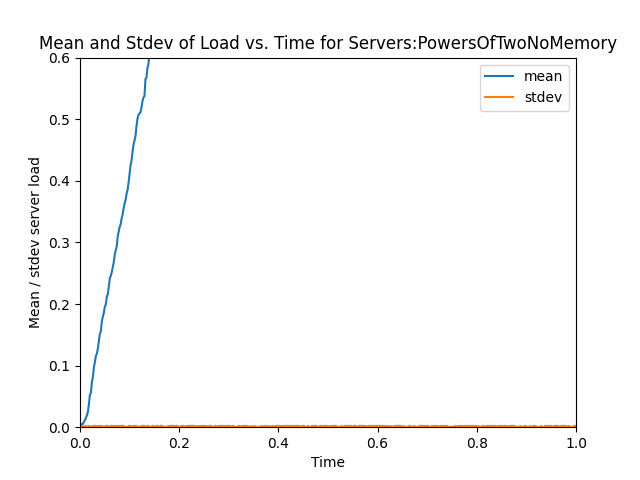 Mean and Stdev of Load vs. Time for Servers:PowersOfTwoNoMemory
mean
stdev
Mean / stdev server load
0.6
0.5
0.4
0.3
0.2
0.1
0.0
0.0 0.2 0.4 0.6 0.8 1.0
Time